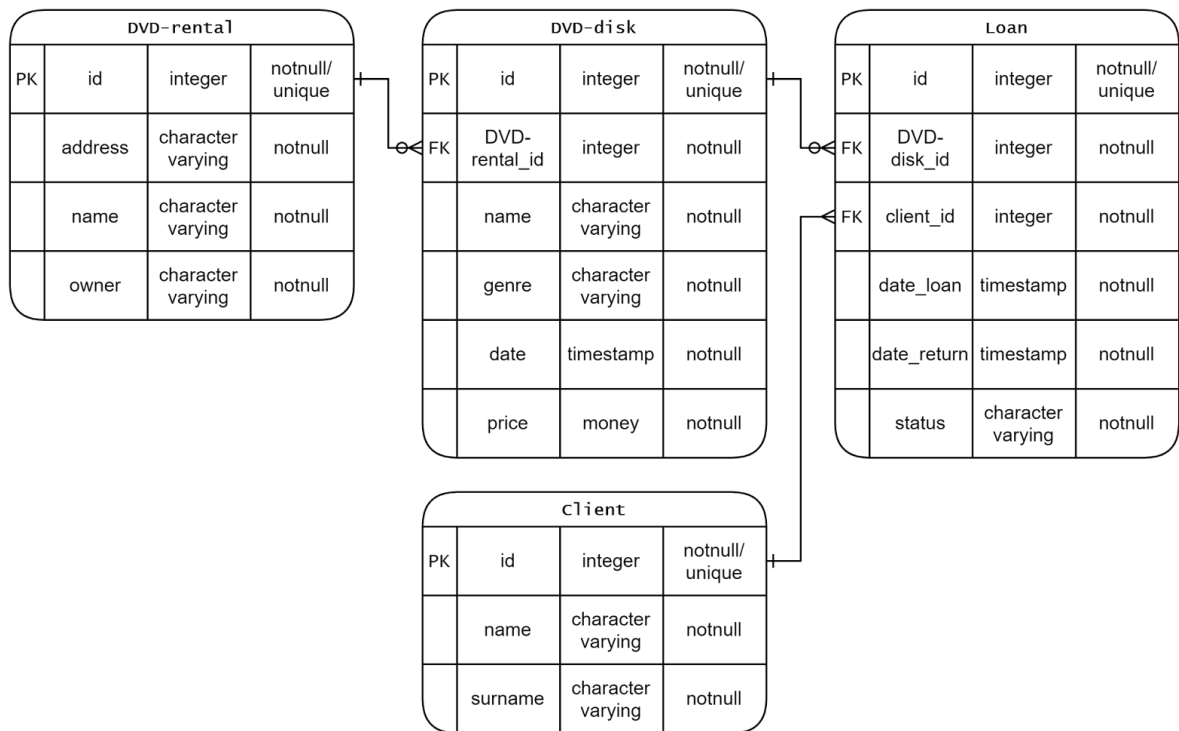 DVD-rental
PK id integer notnull/
unique
address character
varying notnull
name character
varying notnull
owner character
varying notnull
DVD-disk
PK id integer notnull/
unique
FK DVD-
rental_id integer notnull
name character
varying notnull
genre character
varying notnull
date timestamp notnull
price money notnull
Loan
PK id integer notnull/
unique
FK DVD-
disk_id integer notnull
FK client_id integer notnull
date_loan timestamp notnull
date_return timestamp notnull
status character
varying notnull
Client
PK id integer notnull/
unique
name character
varying notnull
surname character
varying notnull